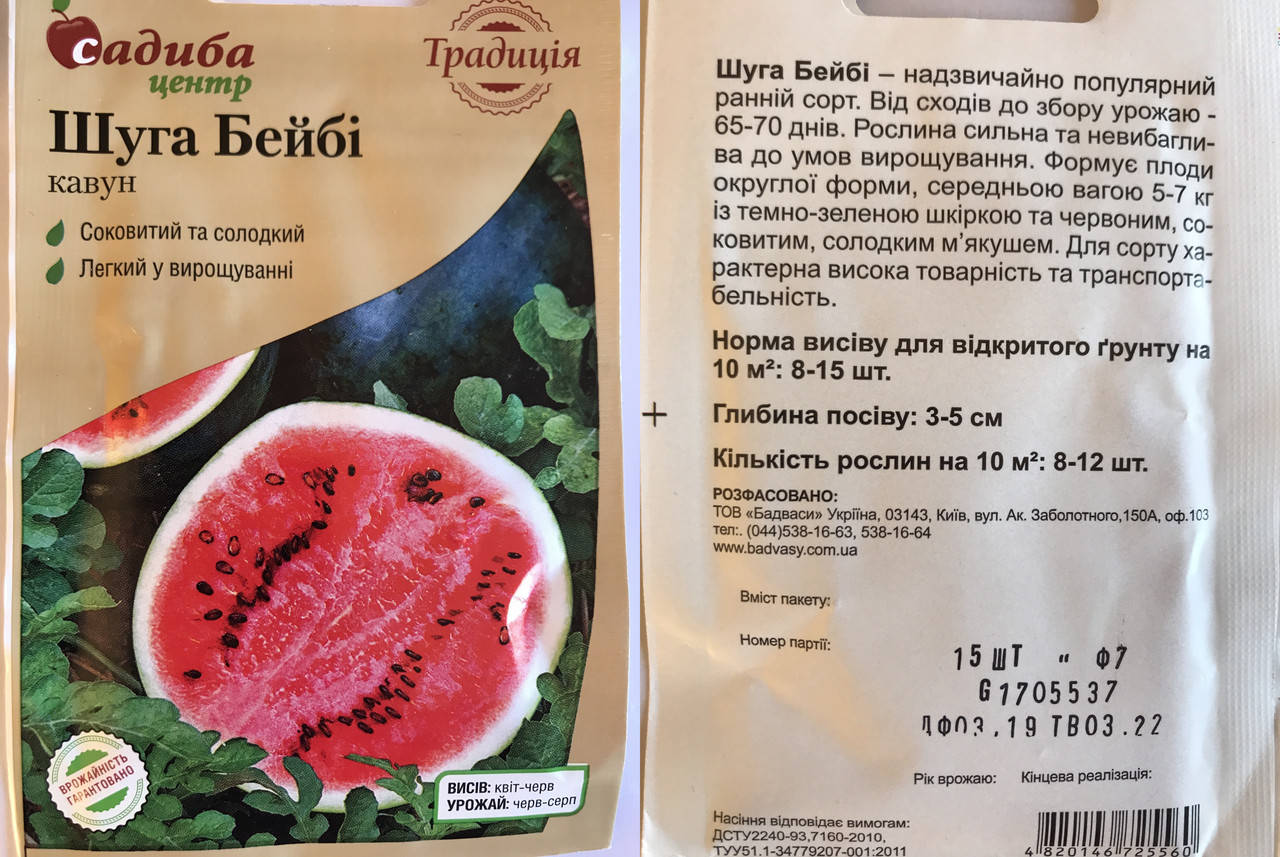 садиба
центр
Традиція
Шуга Бейбі
кавун
Соковитий та солодкий
Легкий у вирощуванні
ВРОЖАЙНІСТЬ
ГАРАНТОВАНО
ВИСІВ: квіт-черв
УРОЖАЙ: черв-серп
Шуга Бейбі – надзвичайно популярний
ранній сорт. Від сходів до збору урожаю -
65-70 днів. Рослина сильна та невибагли-
ва до умов вирощування. Формує плоди
округлої форми, середньою вагою 5-7 кг
із темно-зеленою шкіркою та червоним, со-
ковитим, солодким м’якушем. Для сорту ха-
рактерна висока товарність та транспорта-
бельність.
Норма висіву для відкритого ґрунту на
10 м²: 8-15 шт.
Глибина посіву: 3-5 см
Кількість рослин на 10 м²: 8-12 шт.
РОЗФАСОВАНО:
ТОВ «Бадваси» Укріїна, 03143, Київ, вул. Ак. Заболотного,150А, оф.103
тел:. (044)538-16-63, 538-16-64
www.badvasy.com.ua
Вміст пакету:
Номер партії:
15 ШТ " Ф7
G1705537
ДФ03.19 ТВ03.22
Рік врожаю: Кінцева реалізація:
Насіння відповідає вимогам:
ДСТУ2240-93,7160-2010,
ТУУ51.1-34779207-001:2011
4 820146 725560